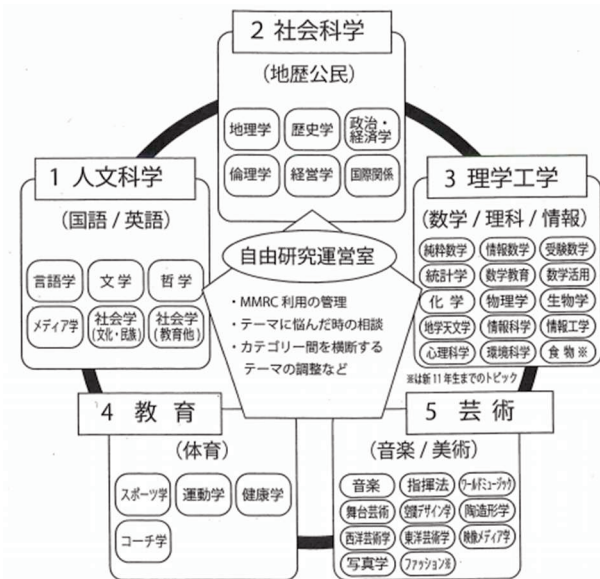 2 社会科学
(地歴公民)
地理学 歴史学 政治・経済学
倫理学 経営学 国際関係
1 人文科学
(国語 / 英語)
言語学 文学 哲学
メディア学 社会学(文化・民族) 社会学(教育他)
3 理学工学
(数学 / 理科 / 情報)
純粋数学 情報数学 受験数学
統計学 数学教育 数学活用
化学 物理学 生物学
地学天文学 情報科学 情報工学
心理科学 環境科学 食物※
※は新11年生までのトピック
自由研究運営室
・MMRC利用の管理
・テーマに悩んだ時の相談
・カテゴリー間を横断する
テーマの調整など
4 教育
(体育)
スポーツ学 運動学 健康学
コーチ学
5 芸術
(音楽 / 美術)
音楽 指揮法 ワールドミュージック
舞台芸術 空間デザイン学 陶造形学
西洋芸術学 東洋芸術学 映像メディア学
写真学 ファッション※